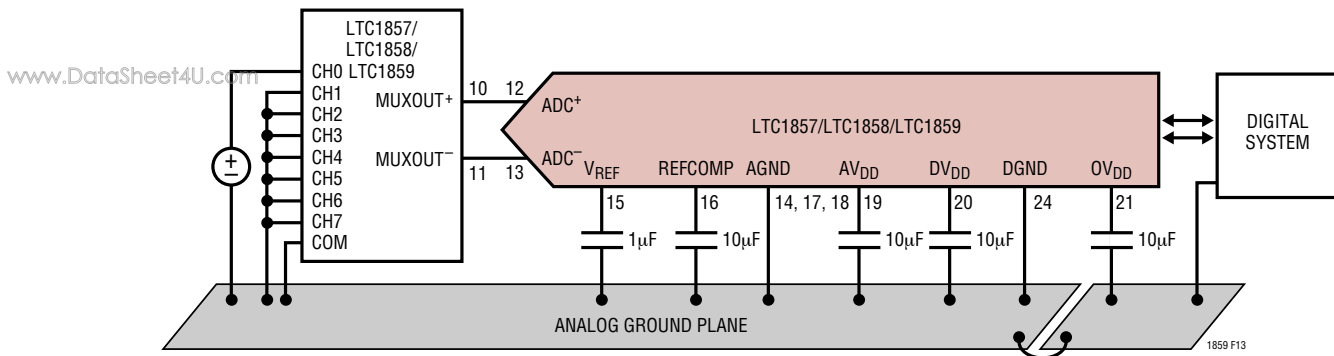 LTC1857/
LTC1858/
LTC1859
www.DataSheet4U.com
CH0
CH1
CH2
CH3
CH4
CH5
CH6
CH7
COM
MUXOUT+
MUXOUT−
10
12
11
13
ADC+
ADC−
LTC1857/LTC1858/LTC1859
VREF
REFCOMP
AGND
AVDD
DVDD
DGND
OVDD
15
16
14, 17, 18
19
20
24
21
1µF
10µF
10µF
10µF
10µF
DIGITAL
SYSTEM
+
−
ANALOG GROUND PLANE
1859 F13